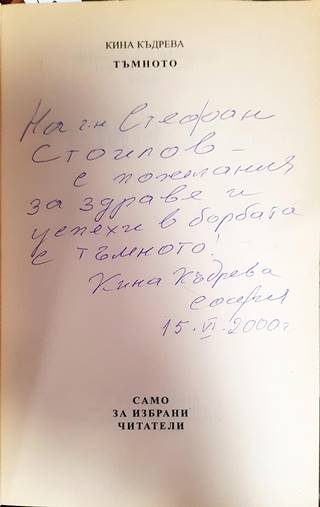 КИНА КЪДРЕВА
ТЪМНОТО
На г.н Стефан
Стоилов –
с пожелания
за здраве и
успехи в борбата
с тъмното!
Кина Къдрева
София
15.VI.2000г.
САМО
ЗА ИЗБРАНИ
ЧИТАТЕЛИ